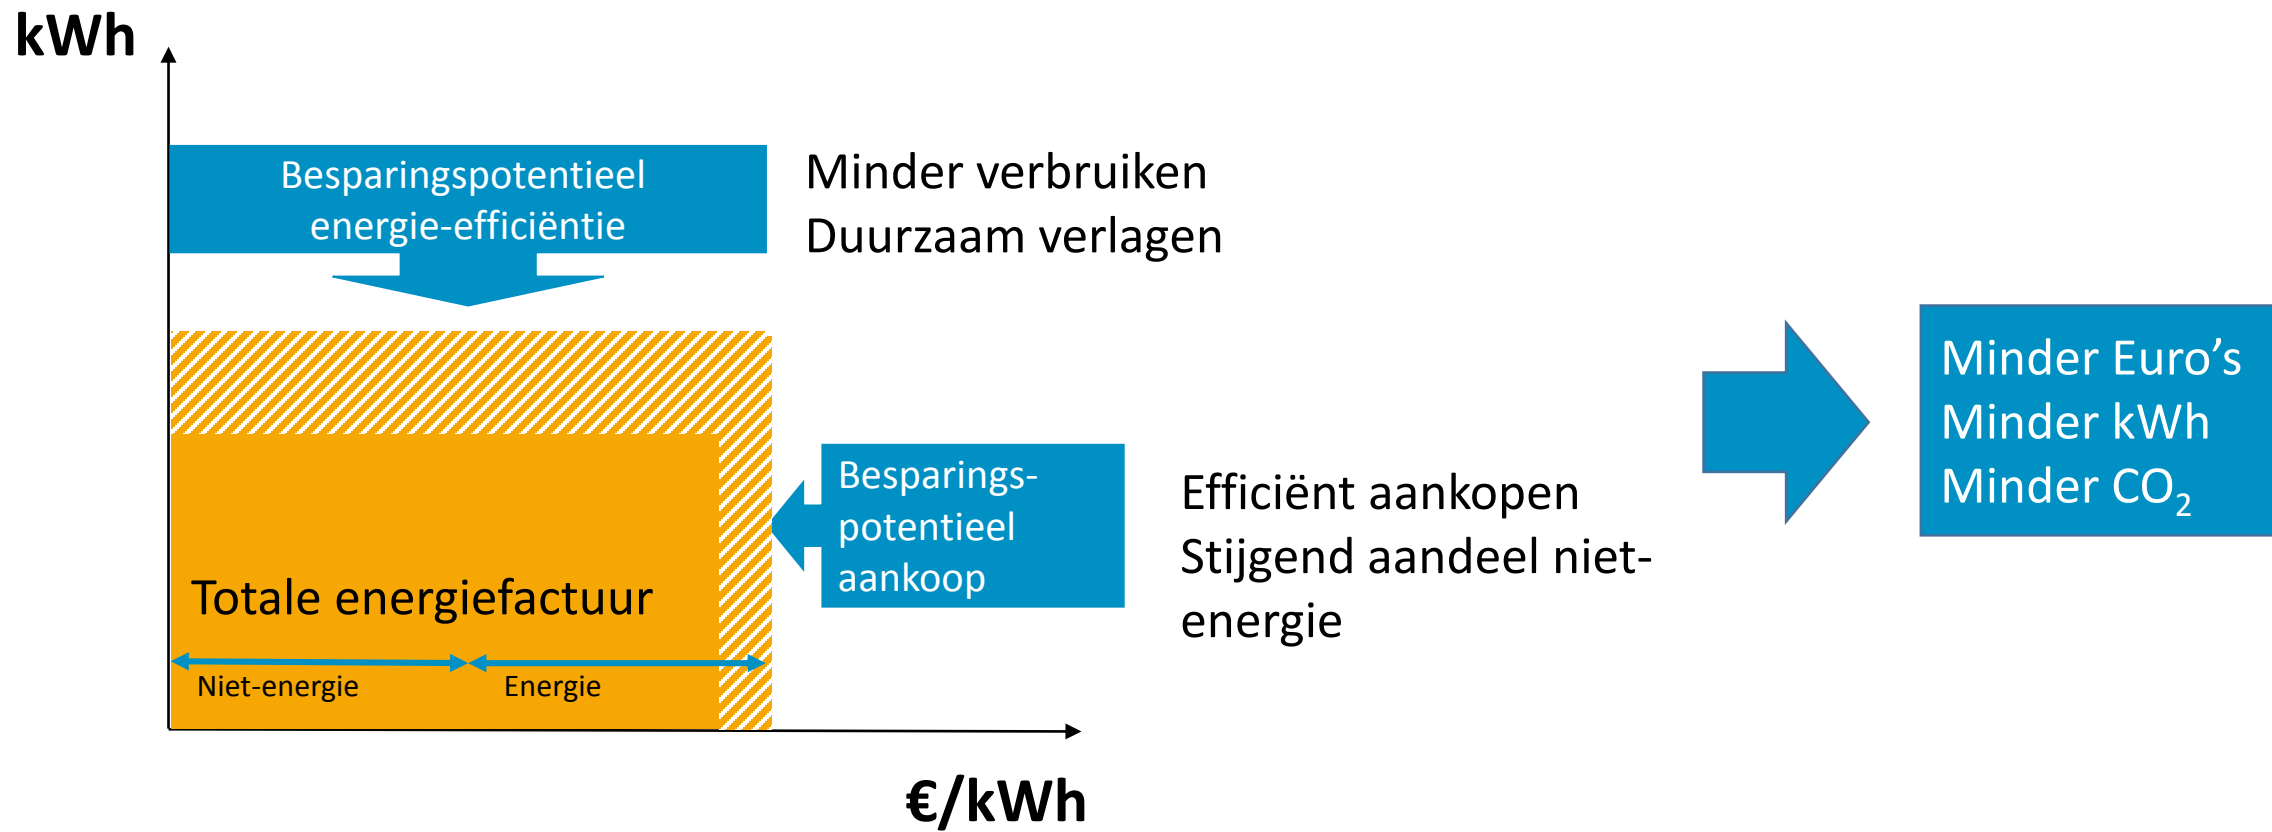 kWh
Besparingspotentieel
energie-efficiëntie
Minder verbruiken
Duurzaam verlagen
Minder Euro’s
Minder kWh
Minder CO₂
Besparings-
potentieel
aankoop
Efficiënt aankopen
Stijgend aandeel niet-
energie
Totale energiefactuur
Niet-energie
Energie
€/kWh